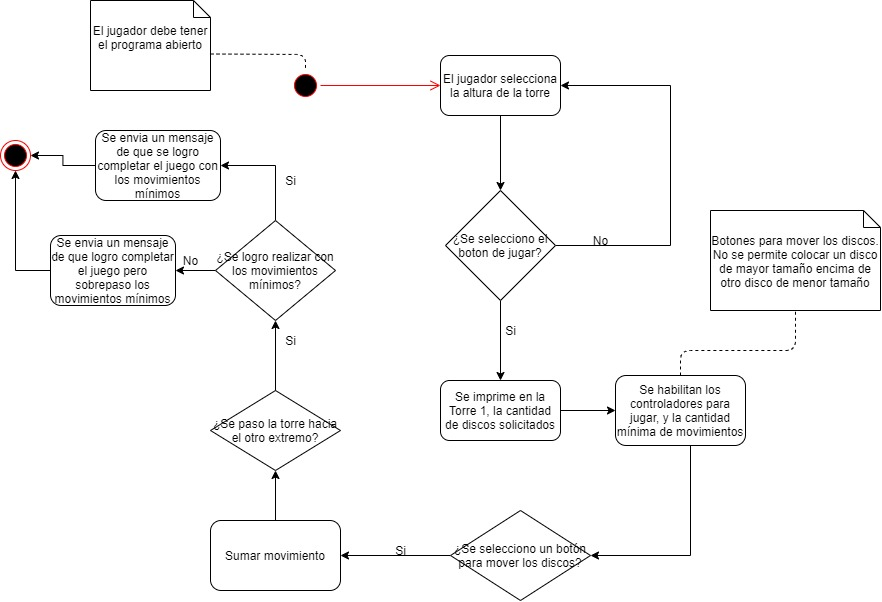 El jugador debe tener
el programa abierto
El jugador selecciona
la altura de la torre
Se envia un mensaje
de que se logro
completar el juego con
los movimientos
mínimos
Si
¿Se selecciono el
boton de jugar?
No
Botones para mover los discos.
No se permite colocar un disco
de mayor tamaño encima de
otro disco de menor tamaño
Se envia un mensaje
de que logro completar
el juego pero
sobrepaso los
movimientos mínimos
No
¿Se logro realizar con
los movimientos
mínimos?
Si
Si
Se imprime en la
Torre 1, la cantidad
de discos solicitados
Se habilitan los
controladores para
jugar, y la cantidad
mínima de movimientos
¿Se paso la torre hacia
el otro extremo?
Sumar movimiento
Si
¿Se selecciono un botón
para mover los discos?